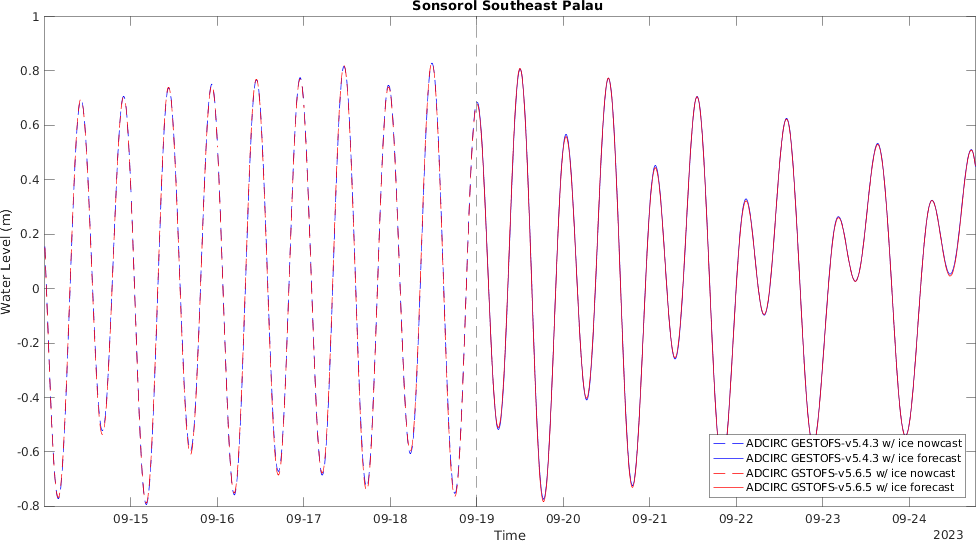 Sonsorol Southeast Palau
1
0.8
0.6
0.4
0.2
0
-0.2
-0.4
-0.6
-0.8
Water Level (m)
ADCIRC GESTOFS-v5.4.3 w/ ice nowcast
ADCIRC GESTOFS-v5.4.3 w/ ice forecast
ADCIRC GSTOFS-v5.6.5 w/ ice nowcast
ADCIRC GSTOFS-v5.6.5 w/ ice forecast
09-15 09-16 09-17 09-18 09-19 09-20 09-21 09-22 09-23 09-24
Time
2023